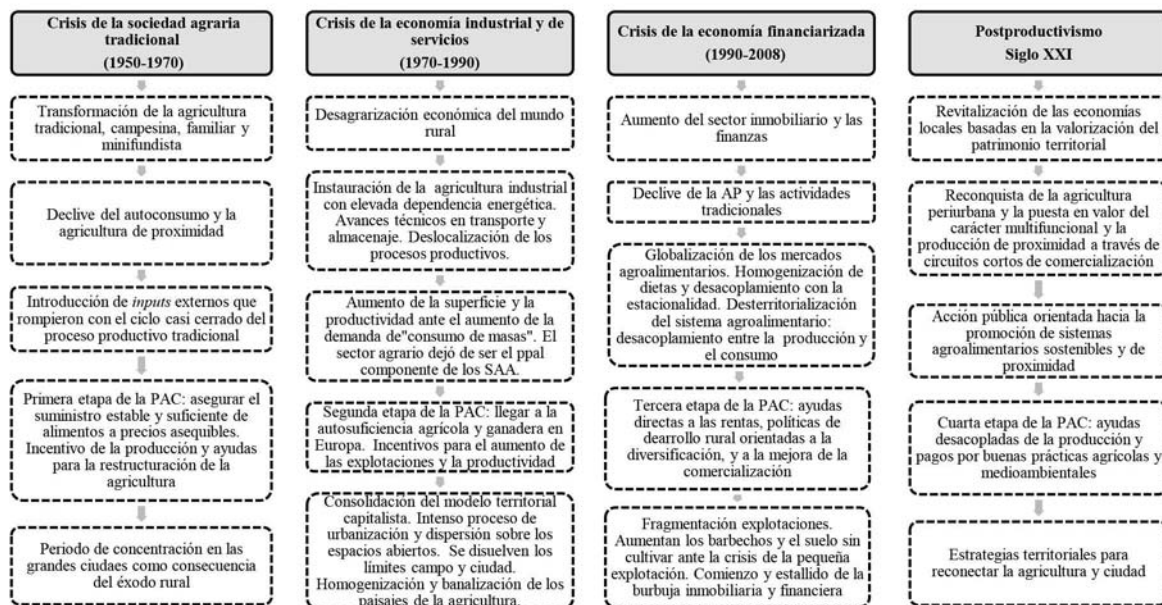 Crisis de la sociedad agraria
tradicional
(1950-1970)
Transformación de la agricultura
tradicional, campesina, familiar y
minifundista
Declive del autoconsumo y la
agricultura de proximidad
Introducción de inputs externos que
rompieron con el ciclo casi cerrado del
proceso productivo tradicional
Primera etapa de la PAC: asegurar el
suministro estable y suficiente de
alimentos a precios asequibles.
Incentivo de la producción y ayudas
para la restructuración de la
agricultura
Periodo de concentración en las
grandes ciudaes como consecuencia
del éxodo rural
Crisis de la economía industrial y de
servicios
(1970-1990)
Desagrarización económica del mundo
rural
Instauración de la agricultura industrial
con elevada dependencia energética.
Avances técnicos en transporte y
almacenaje. Deslocalización de los
procesos productivos.
Aumento de la superficie y la
productividad ante el aumento de la
demanda de"consumo de masas". El
sector agrario dejó de ser el ppal
componente de los SAA.
Segunda etapa de la PAC: llegar a la
autosuficiencia agrícola y ganadera en
Europa. Incentivos para el aumento de
las explotaciones y la productividad
Consolidación del modelo territorial
capitalista. Intenso proceso de
urbanización y dispersión sobre los
espacios abiertos. Se disuelven los
límites campo y ciudad.
Homogenización y banalización de los
paisajes de la agricultura.
Crisis de la economía financiarizada
(1990-2008)
Aumento del sector inmobiliario y las
finanzas
Declive de la AP y las actividades
tradicionales
Globalización de los mercados
agroalimentarios. Homogenización de
dietas y desacoplamiento con la
estacionalidad. Desterritorialización
del sistema agroalimentario:
desacoplamiento entre la producción y
el consumo
Tercera etapa de la PAC: ayudas
directas a las rentas, políticas de
desarrollo rural orientadas a la
diversificación, y a la mejora de la
comercialización
Fragmentación explotaciones.
Aumentan los barbechos y el suelo sin
cultivar ante la crisis de la pequeña
explotación. Comienzo y estallido de la
burbuja inmobiliaria y financiera
Postproductivismo
Siglo XXI
Revitalización de las economías
locales basadas en la valorización del
patrimonio territorial
Reconquista de la agricultura
periurbana y la puesta en valor del
carácter multifuncional y la
producción de proximidad a través de
circuitos cortos de comercialización
Acción pública orientada hacia la
promoción de sistemas
agroalimentarios sostenibles y de
proximidad
Cuarta etapa de la PAC: ayudas
desacopladas de la producción y
pagos por buenas prácticas agrícolas y
medioambientales
Estrategias territoriales para
reconectar la agricultura y ciudad